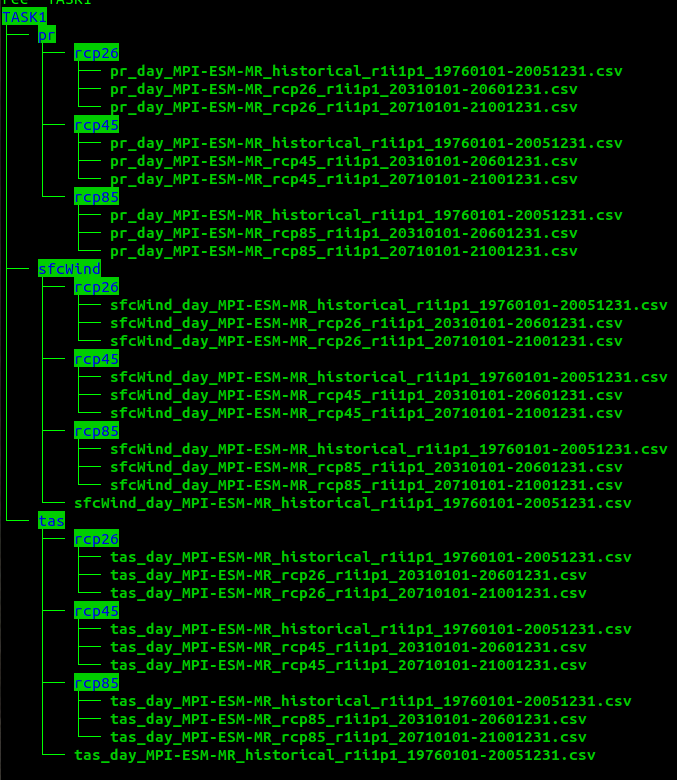 TASK1
pr
rcp26
pr_day_MPI-ESM-MR_historical_r1i1p1_19760101-20051231.csv
pr_day_MPI-ESM-MR_rcp26_r1i1p1_20310101-20601231.csv
pr_day_MPI-ESM-MR_rcp26_r1i1p1_20710101-21001231.csv
rcp45
pr_day_MPI-ESM-MR_historical_r1i1p1_19760101-20051231.csv
pr_day_MPI-ESM-MR_rcp45_r1i1p1_20310101-20601231.csv
pr_day_MPI-ESM-MR_rcp45_r1i1p1_20710101-21001231.csv
rcp85
pr_day_MPI-ESM-MR_historical_r1i1p1_19760101-20051231.csv
pr_day_MPI-ESM-MR_rcp85_r1i1p1_20310101-20601231.csv
pr_day_MPI-ESM-MR_rcp85_r1i1p1_20710101-21001231.csv
sfcWind
rcp26
sfcWind_day_MPI-ESM-MR_historical_r1i1p1_19760101-20051231.csv
sfcWind_day_MPI-ESM-MR_rcp26_r1i1p1_20310101-20601231.csv
sfcWind_day_MPI-ESM-MR_rcp26_r1i1p1_20710101-21001231.csv
rcp45
sfcWind_day_MPI-ESM-MR_historical_r1i1p1_19760101-20051231.csv
sfcWind_day_MPI-ESM-MR_rcp45_r1i1p1_20310101-20601231.csv
sfcWind_day_MPI-ESM-MR_rcp45_r1i1p1_20710101-21001231.csv
rcp85
sfcWind_day_MPI-ESM-MR_historical_r1i1p1_19760101-20051231.csv
sfcWind_day_MPI-ESM-MR_rcp85_r1i1p1_20310101-20601231.csv
sfcWind_day_MPI-ESM-MR_rcp85_r1i1p1_20710101-21001231.csv
sfcWind_day_MPI-ESM-MR_historical_r1i1p1_19760101-20051231.csv
tas
rcp26
tas_day_MPI-ESM-MR_historical_r1i1p1_19760101-20051231.csv
tas_day_MPI-ESM-MR_rcp26_r1i1p1_20310101-20601231.csv
tas_day_MPI-ESM-MR_rcp26_r1i1p1_20710101-21001231.csv
rcp45
tas_day_MPI-ESM-MR_historical_r1i1p1_19760101-20051231.csv
tas_day_MPI-ESM-MR_rcp45_r1i1p1_20310101-20601231.csv
tas_day_MPI-ESM-MR_rcp45_r1i1p1_20710101-21001231.csv
rcp85
tas_day_MPI-ESM-MR_historical_r1i1p1_19760101-20051231.csv
tas_day_MPI-ESM-MR_rcp85_r1i1p1_20310101-20601231.csv
tas_day_MPI-ESM-MR_rcp85_r1i1p1_20710101-21001231.csv
tas_day_MPI-ESM-MR_historical_r1i1p1_19760101-20051231.csv